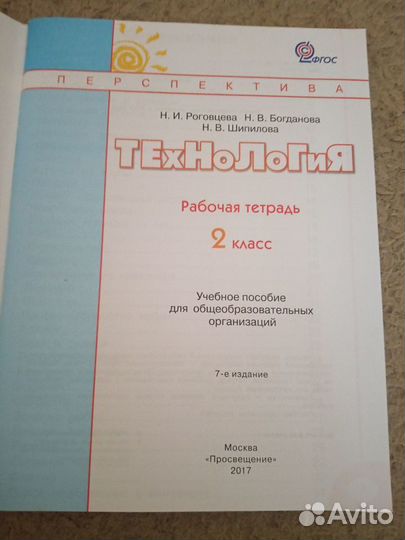 ФГОС
ПЕРСПЕКТИВА
Н. И. Роговцева Н. В. Богданова
Н. В. Шипилова
ТЕхНоЛоГиЯ
Рабочая тетрадь
2 класс
Учебное пособие
для общеобразовательных
организаций
7-е издание
Москва
«Просвещение»
2017
Avito